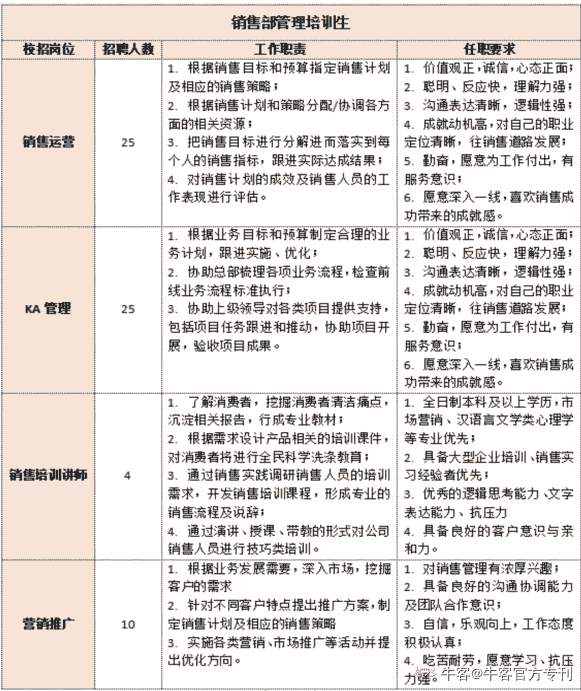 销售部管理培训生
校招岗位 招聘人数 工作职责 任职要求
销售运营
25
1. 根据销售目标和预算指定销售计划
及相应的销售策略；
2. 根据销售计划和策略分配/协调各方
面的相关资源；
3. 把销售目标进行分解进而落实到每
个人的销售指标，跟进实际达成结果；
4. 对销售计划的成效及销售人员的工
作表现进行评估。
1. 价值观正，诚信，心态正面；
2. 聪明、反应快，理解力强；
3. 沟通表达清晰，逻辑性强；
4. 成就动机高，对自己的职业
定位清晰，往销售道路发展；
5. 勤奋，愿意为工作付出，有
服务意识；
6. 愿意深入一线，喜欢销售成
功带来的成就感。
KA 管理
25
1. 根据业务目标和预算制定合理的业
务计划，跟进实施、优化；
2. 协助总部梳理各项业务流程，检查前
线业务流程标准执行；
3. 协助上级领导对各类项目提供支持，
包括项目任务跟进和推动，协助项目开
展，验收项目成果。
1. 价值观正，诚信，心态正面；
2. 聪明、反应快，理解力强；
3. 沟通表达清晰，逻辑性强；
4. 成就动机高，对自己的职业
定位清晰，往销售道路发展；
5. 勤奋，愿意为工作付出，有
服务意识；
6. 愿意深入一线，喜欢销售成
功带来的成就感。
销售培训讲师
4
1. 了解消费者，挖掘消费者清洁痛点，
沉淀相关报告，行成专业教材；
2. 根据需求设计产品相关的培训课件，
对消费者将进行全民科学洗涤教育；
3. 通过销售实践调研销售人员的培训
需求，开发销售培训课程，形成专业的
销售流程及说辞；
4. 通过演讲、授课、带教的形式对公司
销售人员进行技巧类培训。
1. 全日制本科及以上学历，市
场营销、汉语言文学类心理学
等专业优先；
2. 具备大型企业培训、销售实
习经验者优先；
3. 优秀的逻辑思考能力、文字
表达能力、抗压力
4. 具备良好的客户意识与亲
和力。
营销推广
10
1. 根据业务发展需要，深入市场，挖掘
客户的需求
2. 针对不同客户特点提出推广方案，制
定销售计划及相应的销售策略
3. 实施各类营销、市场推广等活动并提
出优化方向。
1. 对销售管理有浓厚兴趣；
2. 具备良好的沟通协调能力
及团队合作意识；
3. 自信，乐观向上，工作态度
积极认真；
4. 吃苦耐劳，愿意学习、抗压
力强。
牛客@牛客官方专刊